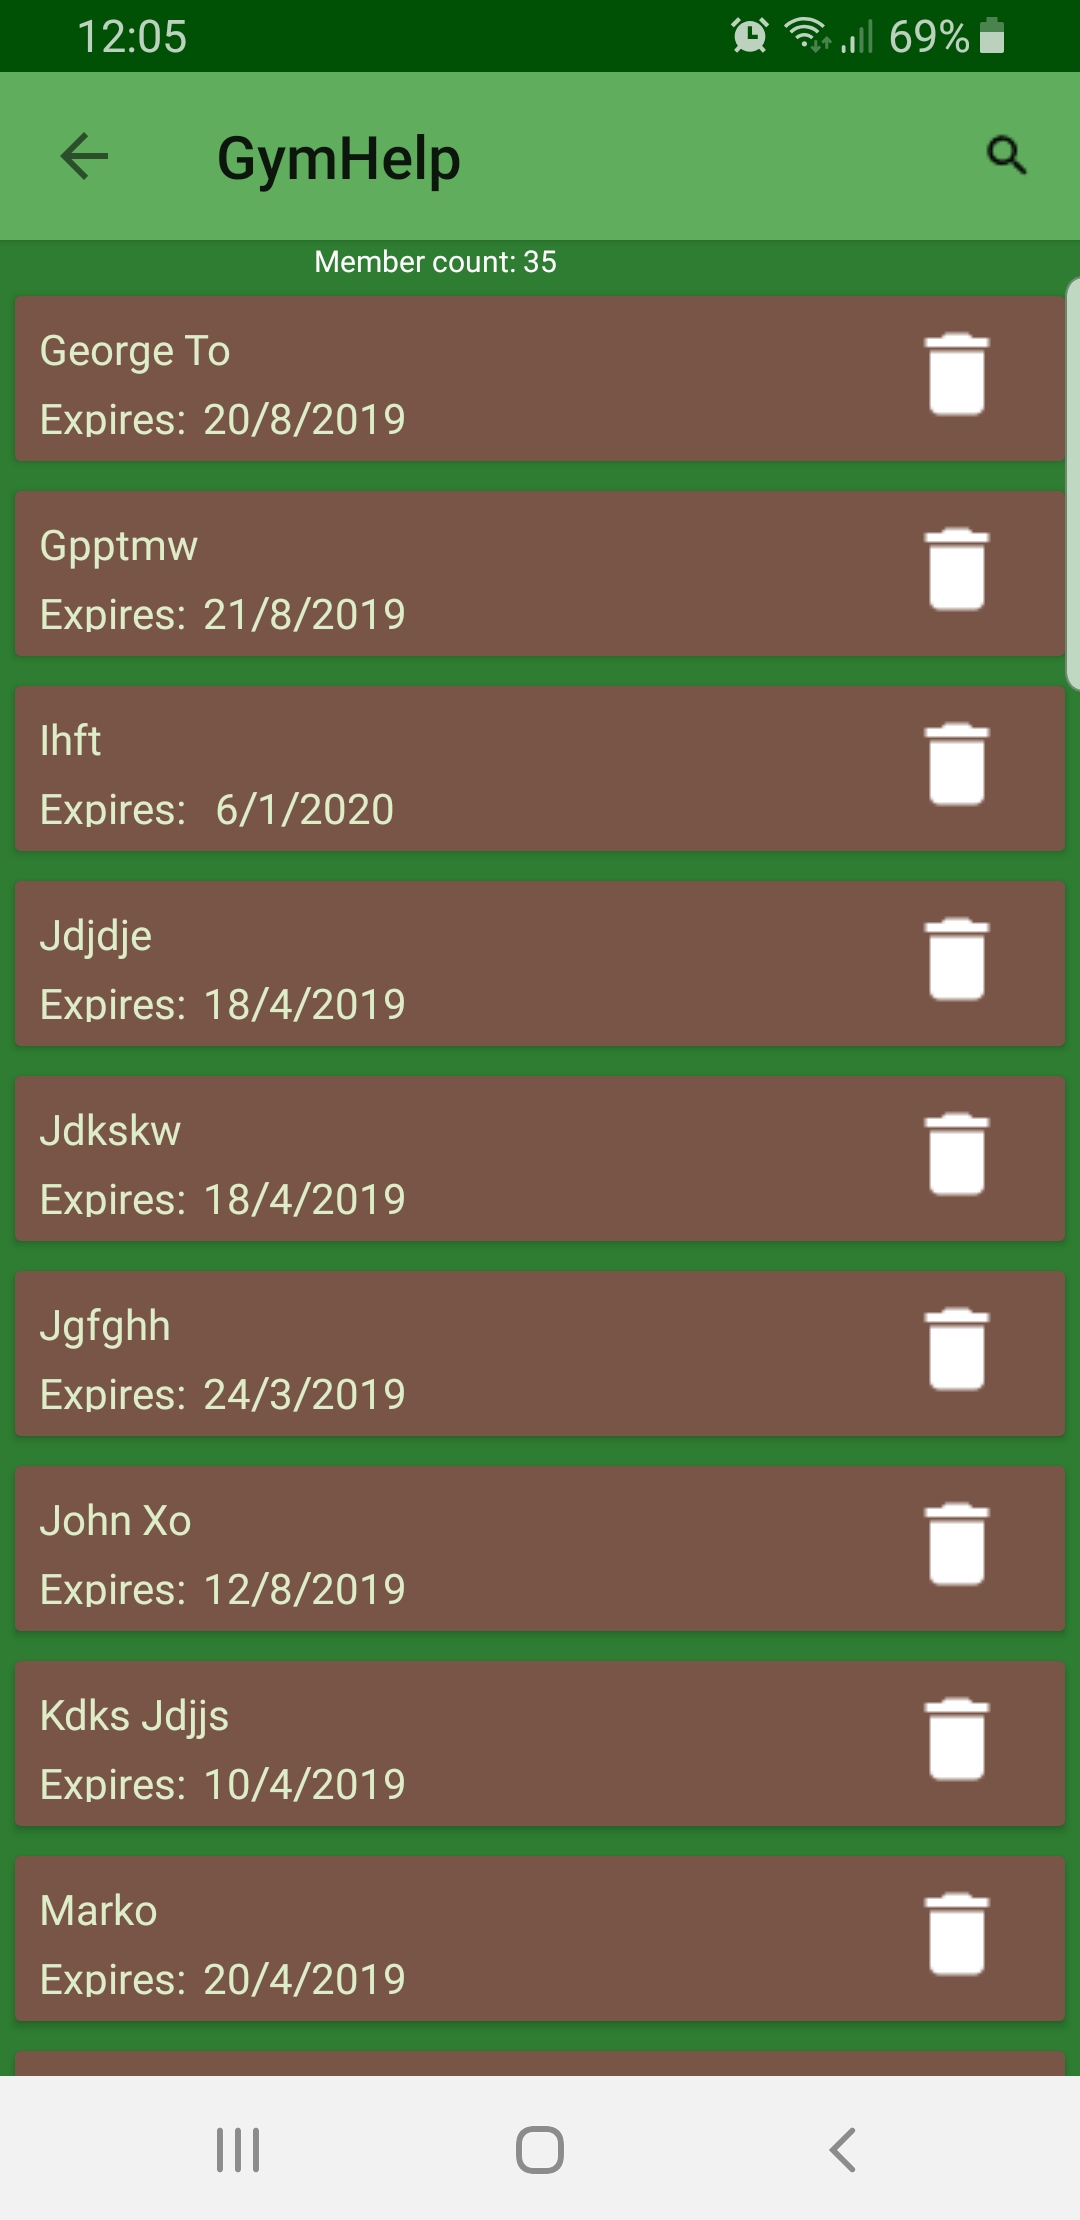 12:05
69%
GymHelp
Member count: 35
George To
Expires: 20/8/2019
Gpptmw
Expires: 21/8/2019
Ihft
Expires: 6/1/2020
Jdjdje
Expires: 18/4/2019
Jdkskw
Expires: 18/4/2019
Jgfghh
Expires: 24/3/2019
John Xo
Expires: 12/8/2019
Kdks Jdjjs
Expires: 10/4/2019
Marko
Expires: 20/4/2019